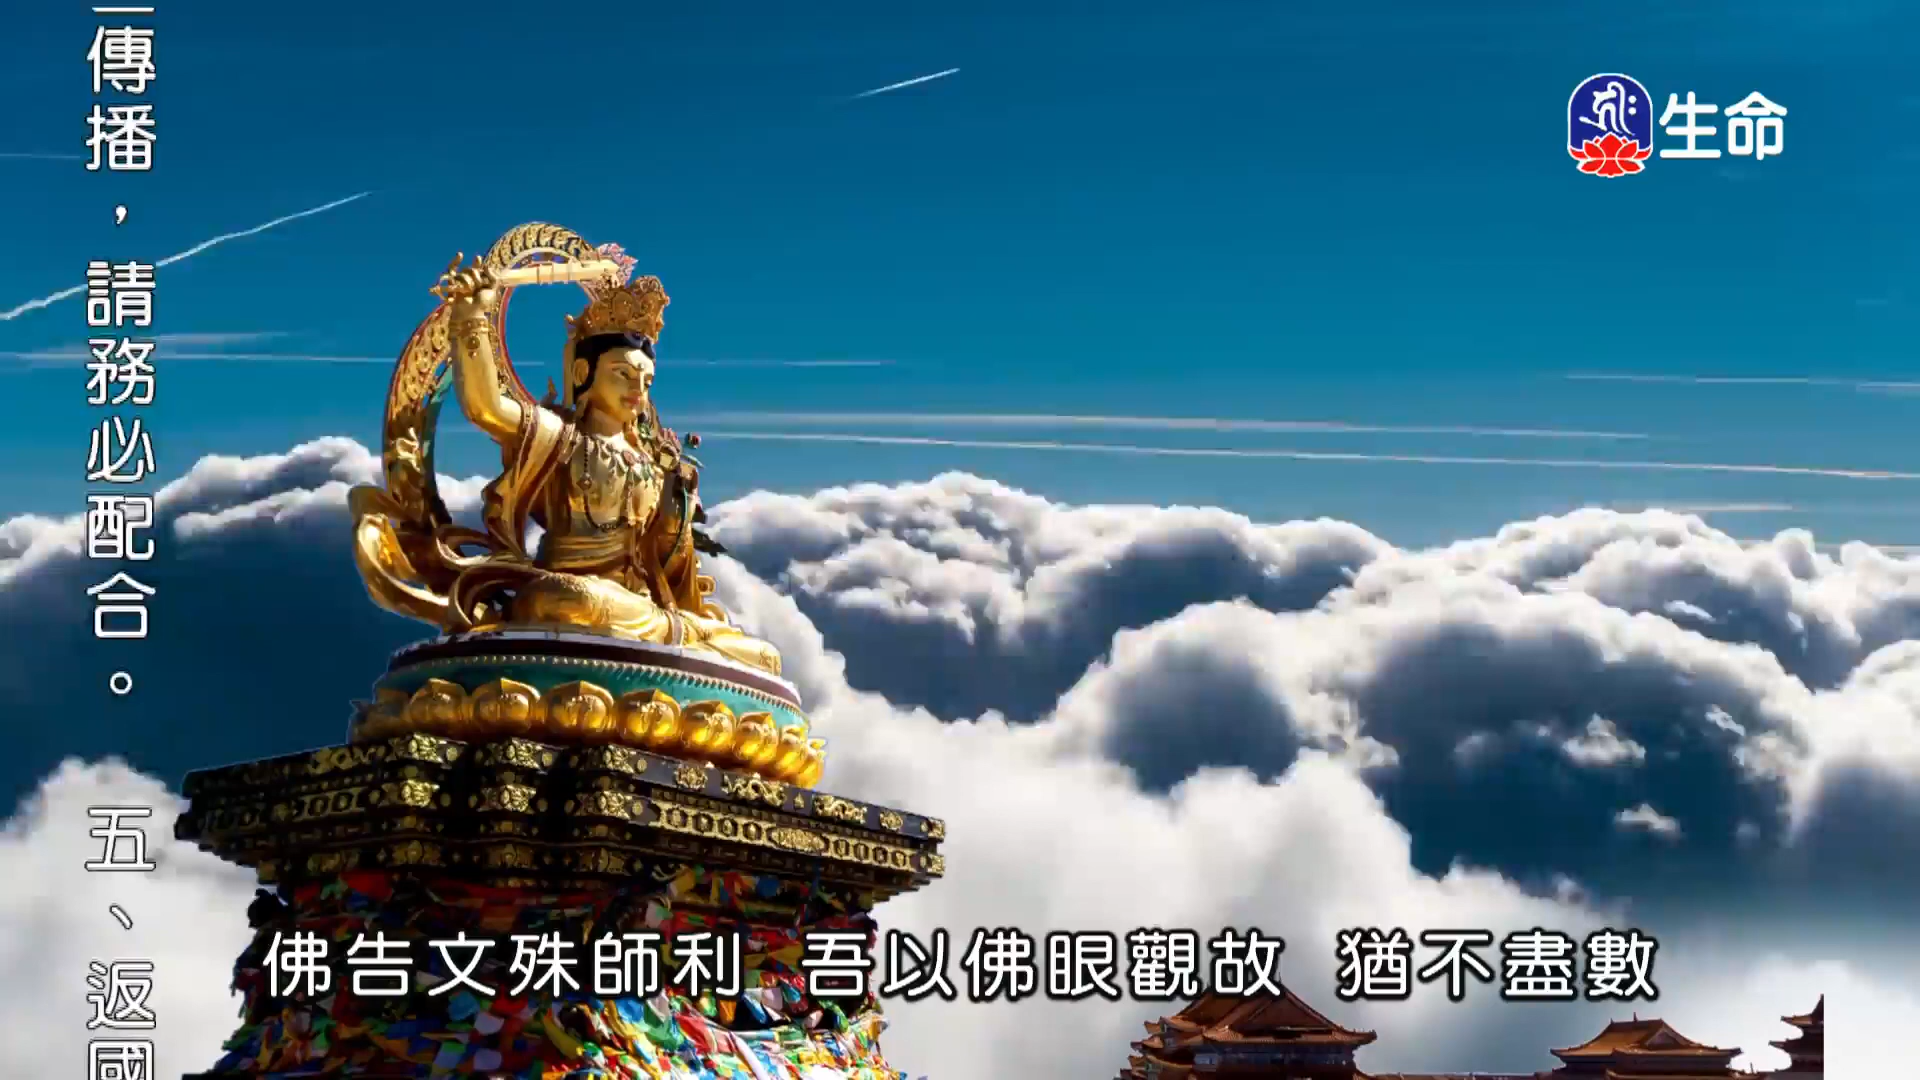 傳播，請務必配合。 五、返國
生命
佛告文殊師利 吾以佛眼觀故 猶不盡數